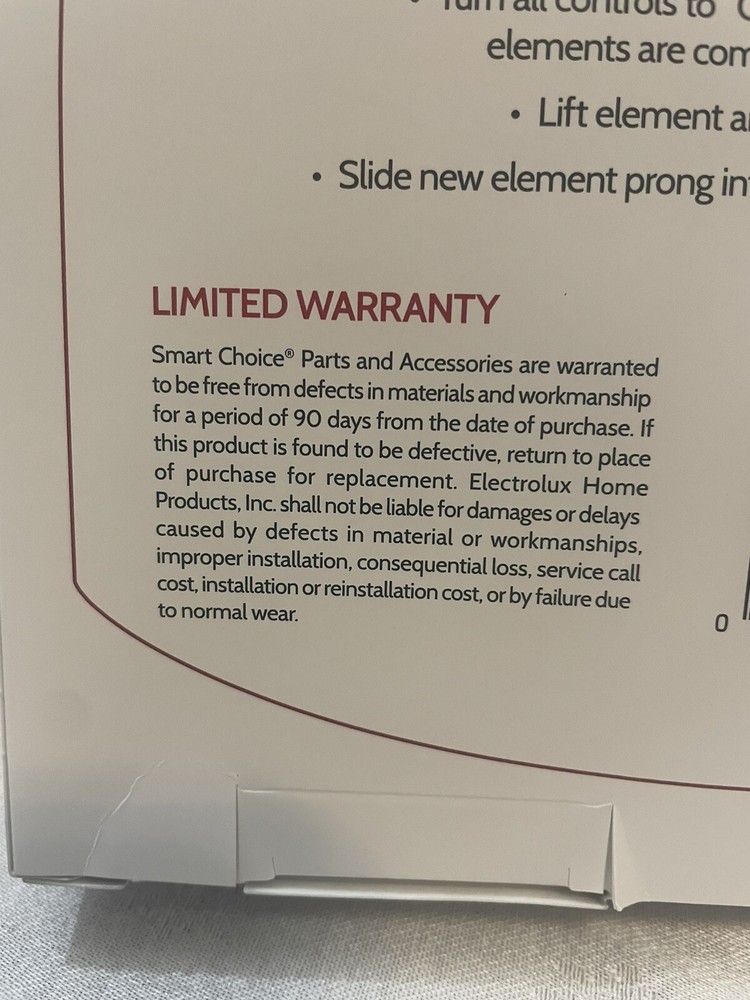 • Turn all controls to
elements are com
• Lift element a
• Slide new element prong in
LIMITED WARRANTY
Smart Choice® Parts and Accessories are warranted
to be free from defects in materials and workmanship
for a period of 90 days from the date of purchase. If
this product is found to be defective, return to place
of purchase for replacement. Electrolux Home
Products, Inc. shall not be liable for damages or delays
caused by defects in material or workmanships,
improper installation, consequential loss, service call
cost, installation or reinstallation cost, or by failure due
to normal wear.
0